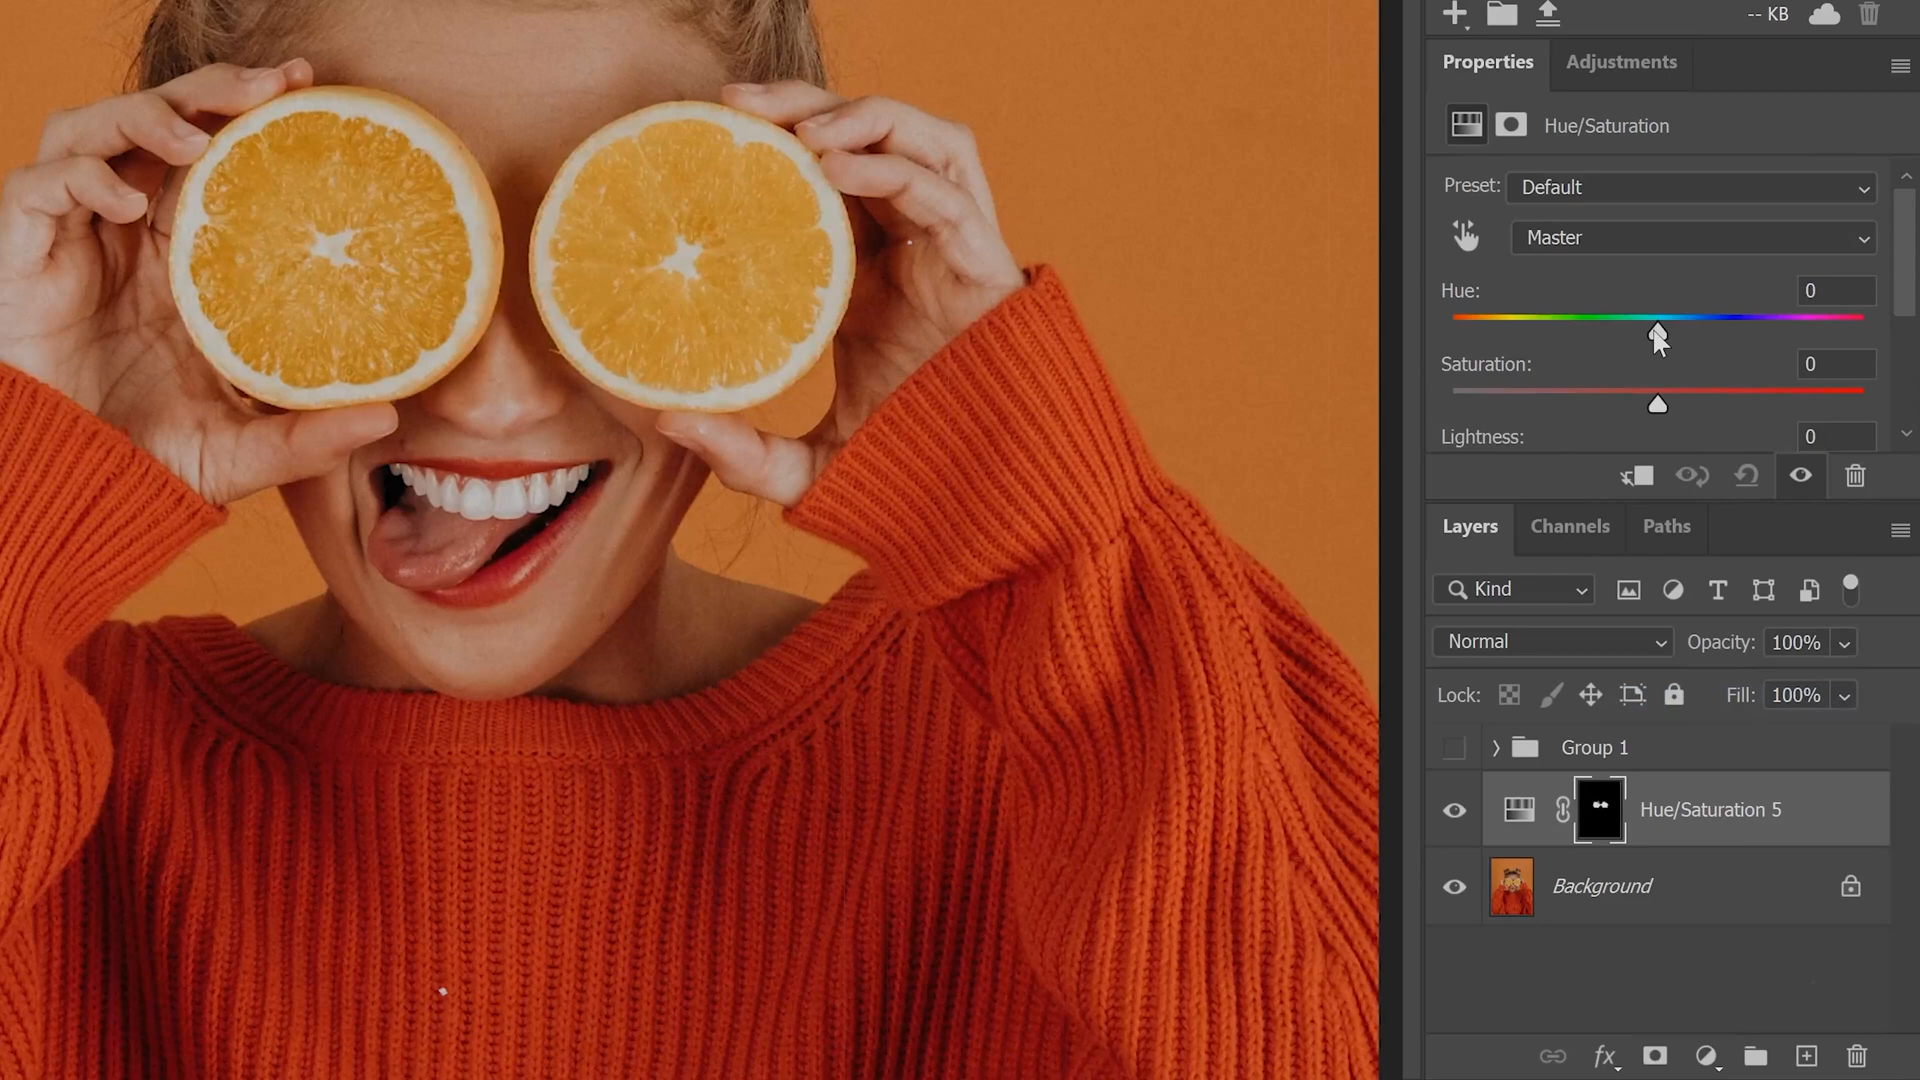 -- KB
Properties Adjustments
Hue/Saturation
Preset: Default
Master
Hue: 0
Saturation: 0
Lightness: 0
Layers Channels Paths
Kind
Normal Opacity: 100%
Lock: Fill: 100%
Group 1
Hue/Saturation 5
Background
fx